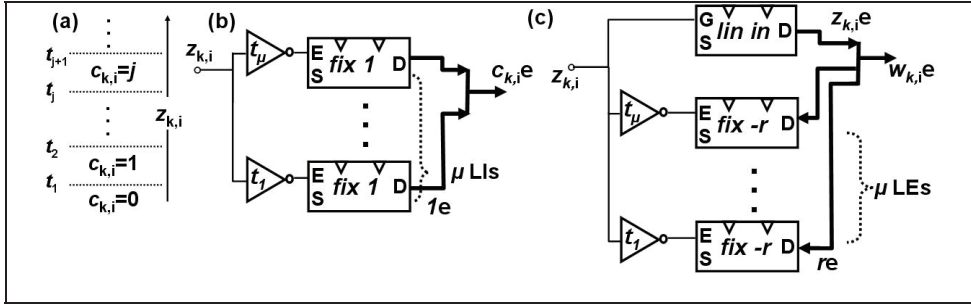 (a)
t_{j+1}
c_{k,i}=j
t_j
z_{k,i}
t_2
c_{k,i}=1
t_1
c_{k,i}=0
(b)
z_{k,i}
t_μ
E
S
fix 1
D
c_{k,i}e
t_1
E
S
fix 1
D
μ LIs
1e
(c)
z_{k,i}
G
S
lin in
D
z_{k,i}e
w_{k,i}e
t_μ
E
S
fix -r
D
μ LEs
t_1
E
S
fix -r
D
re